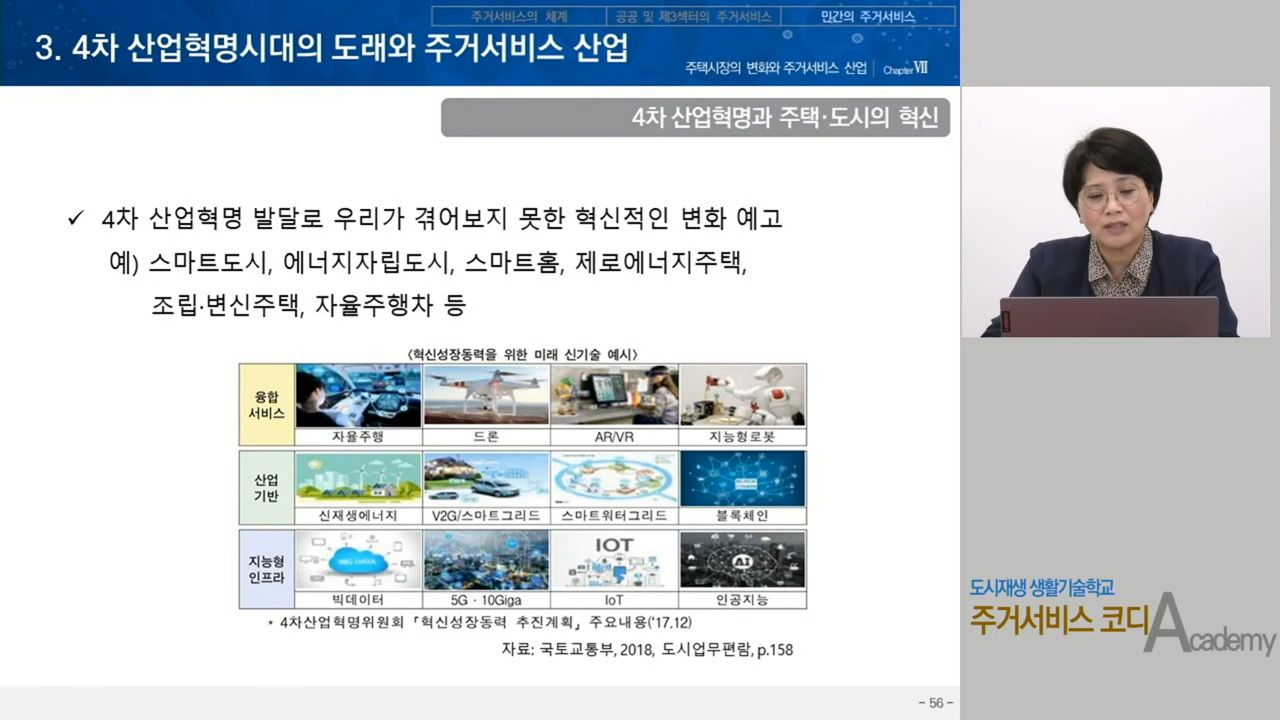 주거서비스의 체계
공공 및 제3섹터의 주거서비스
민간의 주거서비스
3. 4차 산업혁명시대의 도래와 주거서비스 산업
주택시장의 변화와 주거서비스 산업 Chapter Ⅶ
4차 산업혁명과 주택·도시의 혁신
✓ 4차 산업혁명 발달로 우리가 겪어보지 못한 혁신적인 변화 예고
예) 스마트도시, 에너지자립도시, 스마트홈, 제로에너지주택,
조립·변신주택, 자율주행차 등
〈혁신성장동력을 위한 미래 신기술 예시〉
융합
서비스
자율주행
드론
AR/VR
지능형로봇
산업
기반
신재생에너지
V2G/스마트그리드
스마트워터그리드
블록체인
지능형
인프라
IOT
AI
빅데이터
5G · 10Giga
IoT
인공지능
* 4차산업혁명위원회 「혁신성장동력 추진계획」 주요내용('17.12)
자료: 국토교통부, 2018, 도시업무편람, p.158
- 56 -
도시재생 생활기술학교
주거서비스 코디
Academy